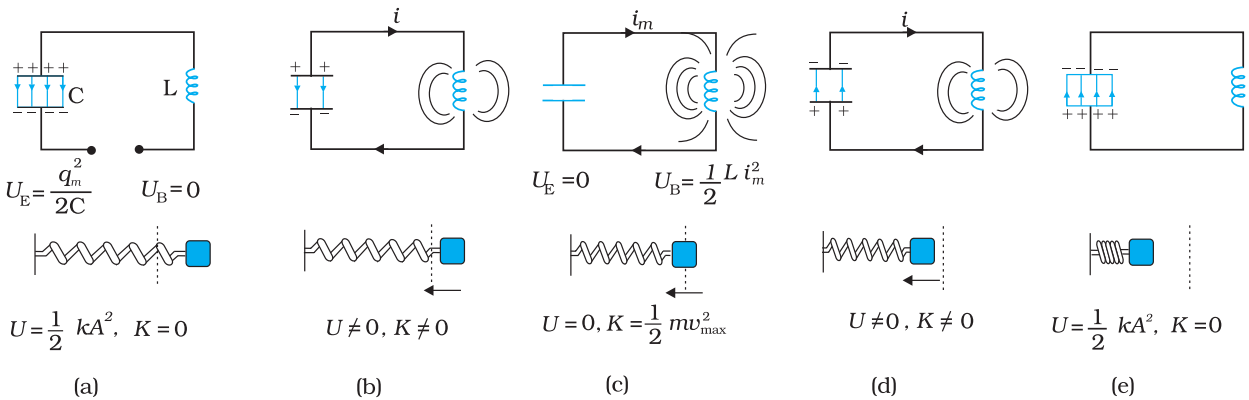 + + + +
C
L
− − − −
U_E = q_m^2 / 2C
U_B = 0
U = 1/2 kA^2, K = 0
(a)
i
+ +
− −
U ≠ 0, K ≠ 0
(b)
i_m
U_E = 0
U_B = 1/2 L i_m^2
U = 0, K = 1/2 mv_max^2
(c)
i
− −
+ +
U ≠ 0, K ≠ 0
(d)
− − − −
+ + + +
U = 1/2 kA^2, K = 0
(e)